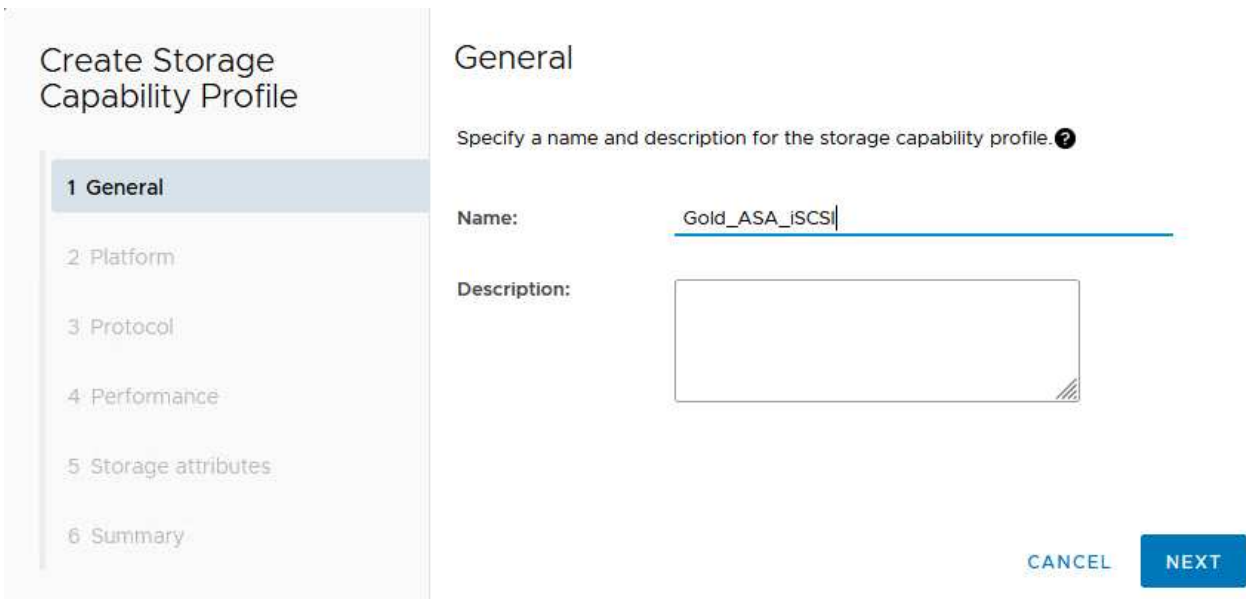 Create Storage
Capability Profile
1 General
2 Platform
3 Protocol
4 Performance
5 Storage attributes
6 Summary
General
Specify a name and description for the storage capability profile.
Name:
Gold_ASA_iSCSI
Description:
CANCEL
NEXT